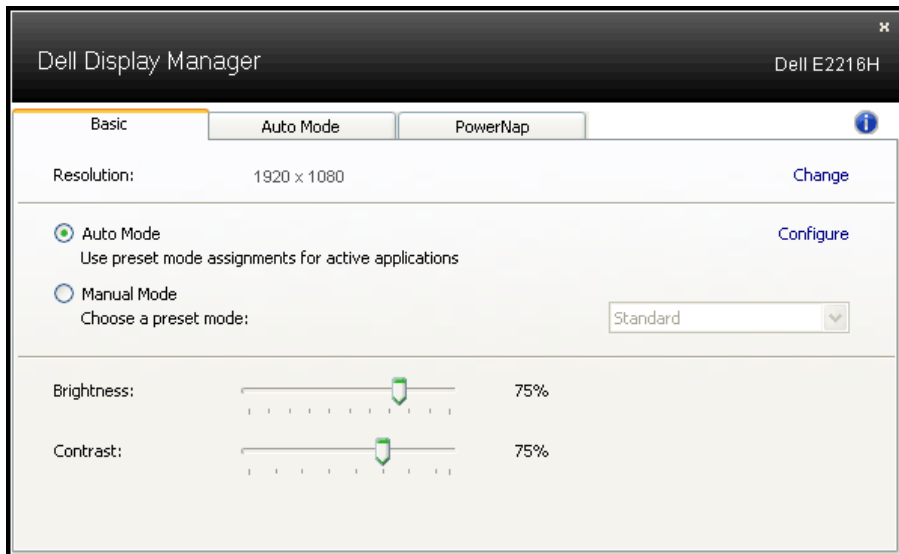 Dell Display Manager
Dell E2216H
Basic
Auto Mode
PowerNap
Resolution:
1920 x 1080
Change
Auto Mode
Configure
Use preset mode assignments for active applications
Manual Mode
Choose a preset mode:
Standard
Brightness:
75%
Contrast:
75%